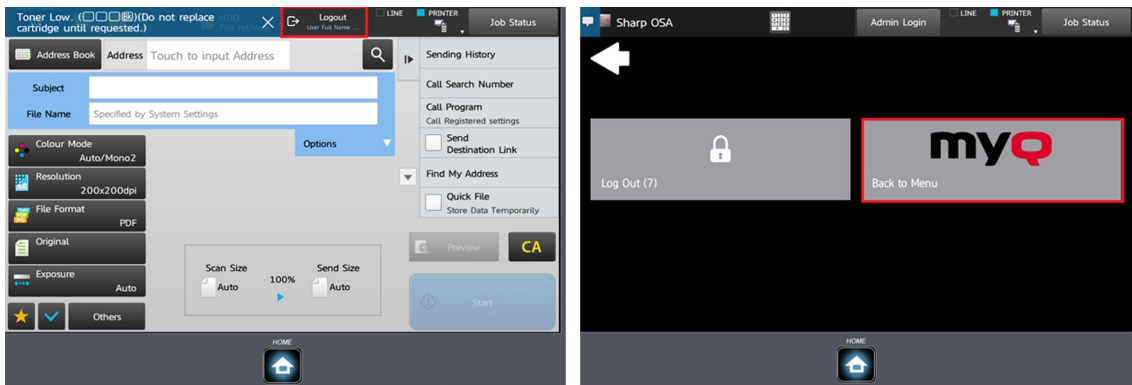 Toner Low. (□□□Bk)(Do not replace
cartridge until requested.)
Logout
User Full Name ...
LINE
PRINTER
Job Status
Address Book
Address
Touch to input Address
Subject
File Name
Specified by System Settings
Options
Colour Mode
Auto/Mono2
Resolution
200x200dpi
File Format
PDF
Original
Exposure
Auto
Others
Scan Size
Auto
100%
Send Size
Auto
Sending History
Call Search Number
Call Program
Call Registered settings
Send
Destination Link
Find My Address
Quick File
Store Data Temporarily
Preview
CA
Start
HOME
Sharp OSA
Admin Login
LINE
PRINTER
Job Status
Log Out (7)
myQ
Back to Menu
HOME